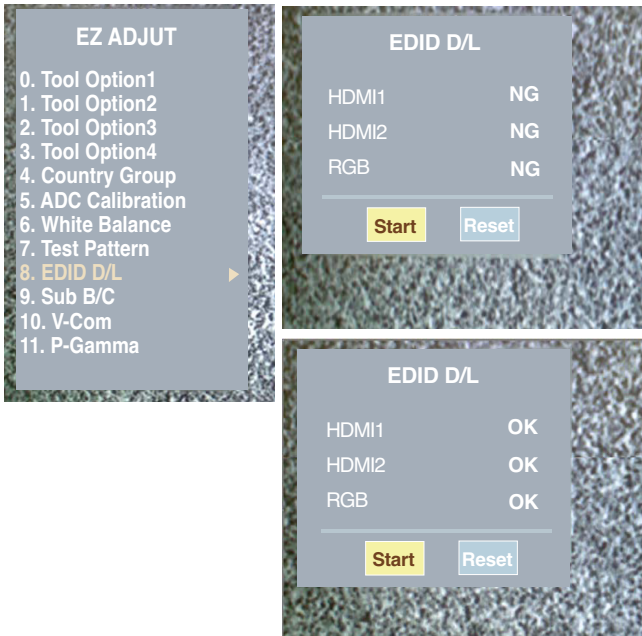 EZ ADJUT
0. Tool Option1
1. Tool Option2
2. Tool Option3
3. Tool Option4
4. Country Group
5. ADC Calibration
6. White Balance
7. Test Pattern
8. EDID D/L
9. Sub B/C
10. V-Com
11. P-Gamma
EDID D/L
HDMI1 NG
HDMI2 NG
RGB NG
Start Reset
EDID D/L
HDMI1 OK
HDMI2 OK
RGB OK
Start Reset